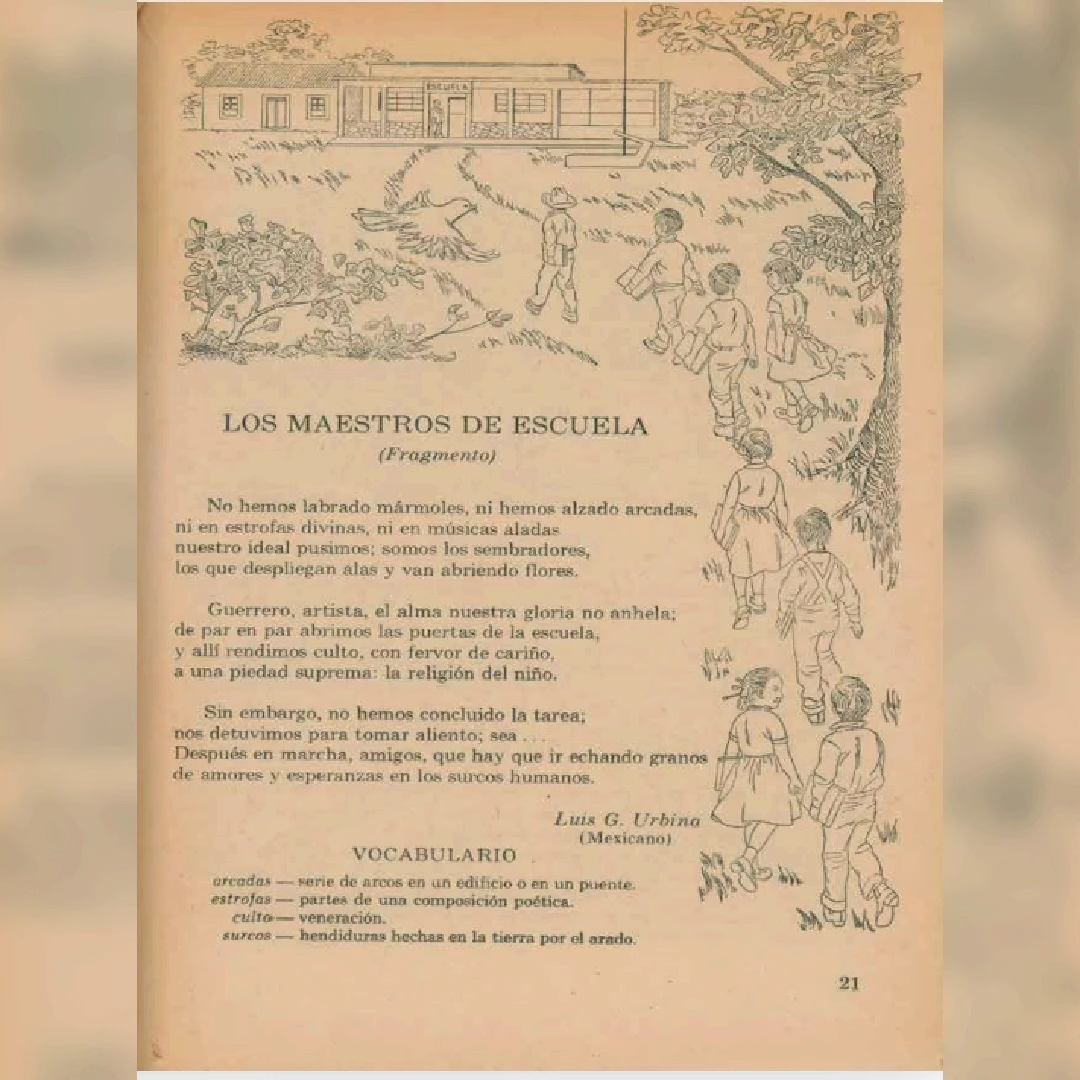 ESCUELA
LOS MAESTROS DE ESCUELA
(Fragmento)
No hemos labrado mármoles, ni hemos alzado arcadas,
ni en estrofas divinas, ni en músicas aladas
nuestro ideal pusimos; somos los sembradores,
los que despliegan alas y van abriendo flores.
Guerrero, artista, el alma nuestra gloria no anhela;
de par en par abrimos las puertas de la escuela,
y allí rendimos culto, con fervor de cariño,
a una piedad suprema: la religión del niño.
Sin embargo, no hemos concluido la tarea;
nos detuvimos para tomar aliento; sea ...
Después en marcha, amigos, que hay que ir echando granos
de amores y esperanzas en los surcos humanos.
Luis G. Urbina
(Mexicano)
VOCABULARIO
arcadas — serie de arcos en un edificio o en un puente.
estrofas — partes de una composición poética.
culto — veneración.
surcos — hendiduras hechas en la tierra por el arado.
21